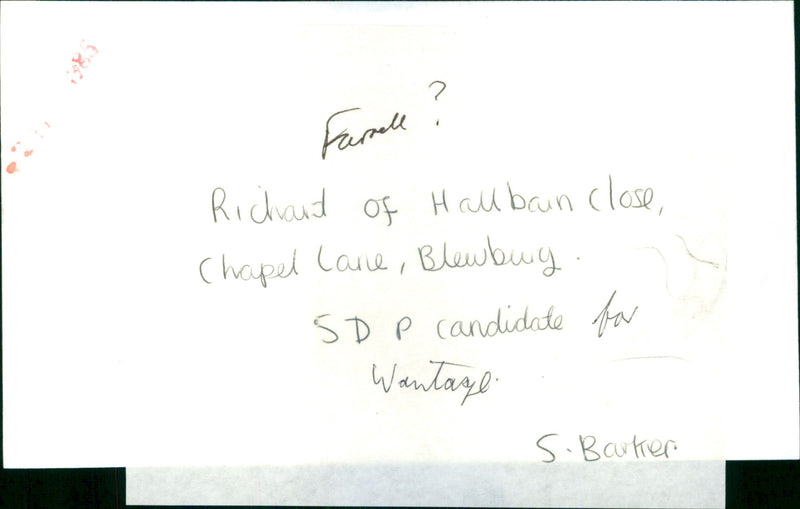 Farrell?
Richard of Hallbarn Close,
Chapel Lane, Blewbury.
SDP candidate for
Wantage.
S. Barker.